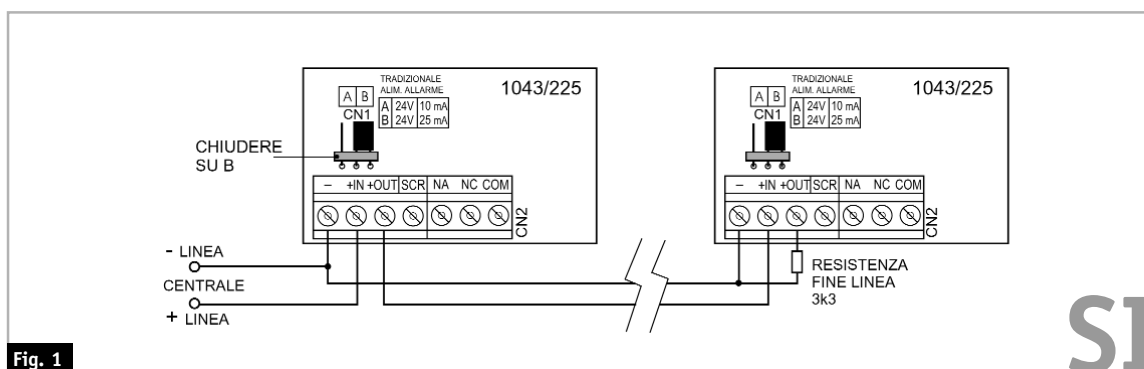 1043/225
TRADIZIONALE
ALIM. ALLARME
A B
CN1
A 24V 10 mA
B 24V 25 mA
CHIUDERE
SU B
– +IN +OUT SCR NA NC COM
CN2
- LINEA
CENTRALE
+ LINEA
1043/225
TRADIZIONALE
ALIM. ALLARME
A B
CN1
A 24V 10 mA
B 24V 25 mA
– +IN +OUT SCR NA NC COM
CN2
RESISTENZA
FINE LINEA
3k3
Fig. 1
SI